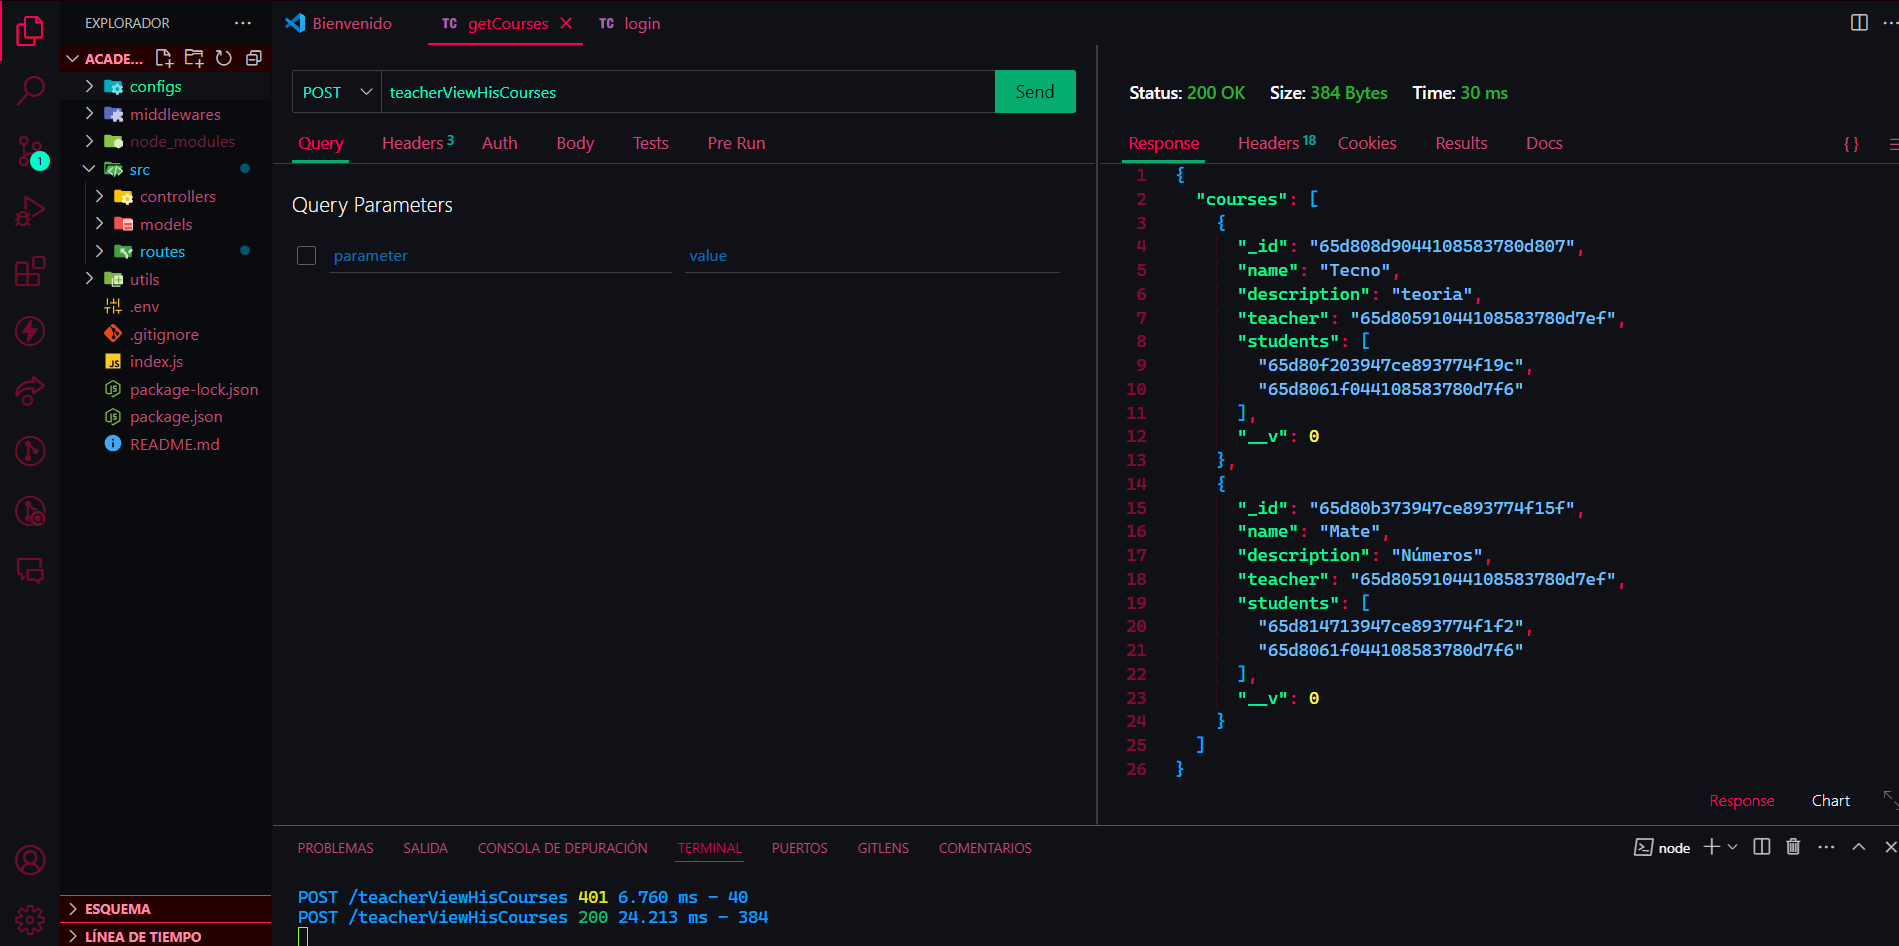 EXPLORADOR
ACADE...
configs
middlewares
node_modules
src
controllers
models
routes
utils
.env
.gitignore
index.js
package-lock.json
package.json
README.md
ESQUEMA
LÍNEA DE TIEMPO
1
Bienvenido
TC getCourses
TC login
POST teacherViewHisCourses Send
Query Headers 3 Auth Body Tests Pre Run
Query Parameters
parameter value
Status: 200 OK Size: 384 Bytes Time: 30 ms
Response Headers 18 Cookies Results Docs { }
1 {
2 "courses": [
3 {
4 "_id": "65d808d9044108583780d807",
5 "name": "Tecno",
6 "description": "teoria",
7 "teacher": "65d80591044108583780d7ef",
8 "students": [
9 "65d80f203947ce893774f19c",
10 "65d8061f044108583780d7f6"
11 ],
12 "__v": 0
13 },
14 {
15 "_id": "65d80b373947ce893774f15f",
16 "name": "Mate",
17 "description": "Números",
18 "teacher": "65d80591044108583780d7ef",
19 "students": [
20 "65d814713947ce893774f1f2",
21 "65d8061f044108583780d7f6"
22 ],
23 "__v": 0
24 }
25 ]
26 }
Response Chart
PROBLEMAS SALIDA CONSOLA DE DEPURACIÓN TERMINAL PUERTOS GITLENS COMENTARIOS
node
POST /teacherViewHisCourses 401 6.760 ms - 40
POST /teacherViewHisCourses 200 24.213 ms - 384